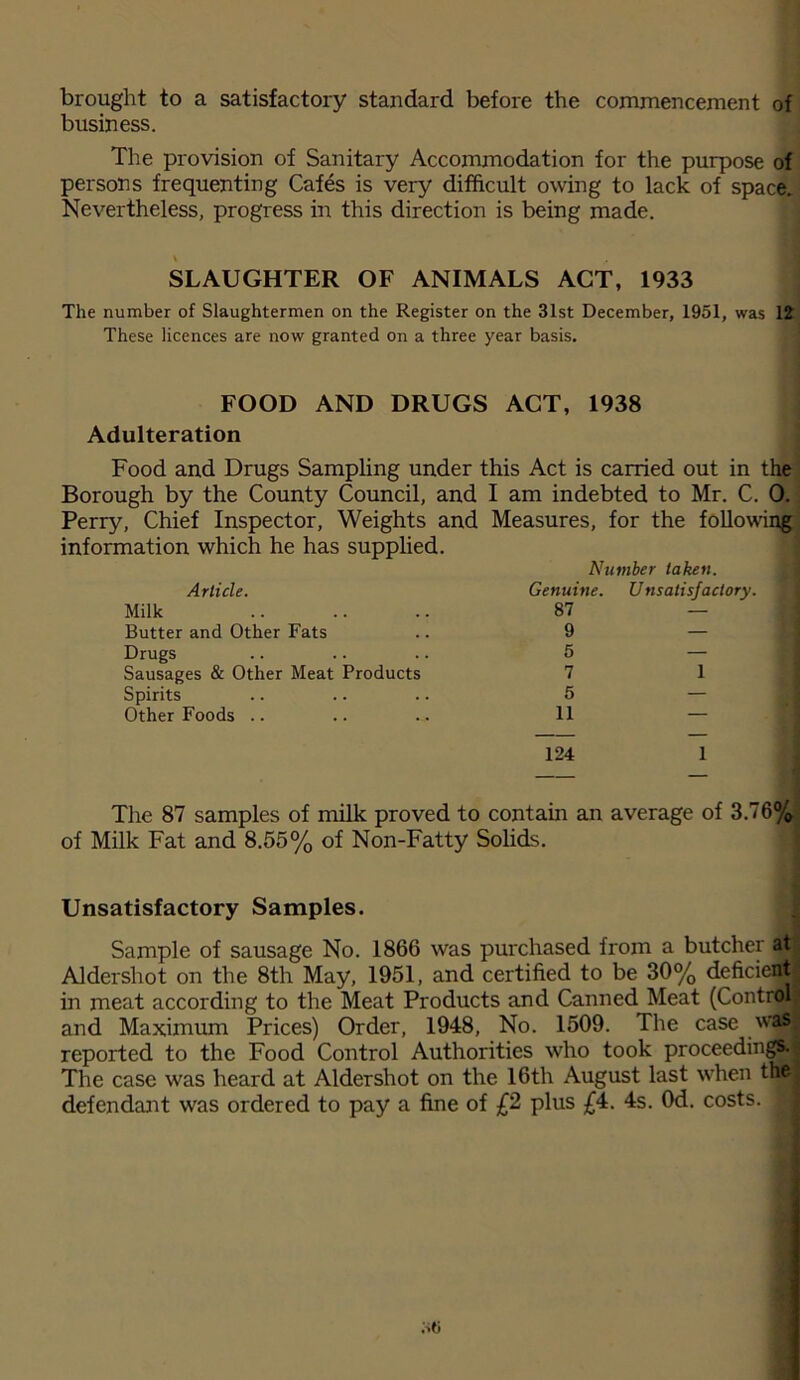 brought to a satisfactory standard before the commencement of
business.
The provision of Sanitary Accommodation for the purpose of
persons frequenting Cafés is very difficult owing to lack of space.
Nevertheless, progress in this direction is being made.
SLAUGHTER OF ANIMALS ACT, 1933
The number of Slaughtermen on the Register on the 31st December, 1951, was 12
These licences are now granted on a three year basis.
FOOD AND DRUGS ACT, 1938
Adulteration
Food and Drugs Sampling under this Act is carried out in the
Borough by the County Council, and I am indebted to Mr. C. O.
Perry, Chief Inspector, Weights and Measures, for the following
information which he has supplied.
Number taken.
Article. Genuine. Unsatisfactory.
Milk .. .. .. 87 —
Butter and Other Fats .. 9 —
Drugs .. .. .. 5 —
Sausages & Other Meat Products 7 1
Spirits .. .. .. 5 —
Other Foods .. .. .. 11 —
124 1
The 87 samples of milk proved to contain an average of 3.76%
of Milk Fat and 8.55% of Non-Fatty Solids.
Unsatisfactory Samples.
Sample of sausage No. 1866 was purchased from a butcher at
Aldershot on the 8th May, 1951, and certified to be 30% deficient
in meat according to the Meat Products and Canned Meat (Control
and Maximum Prices) Order, 1948, No. 1509. The case was
reported to the Food Control Authorities who took proceedings.
The case was heard at Aldershot on the 16th August last when the
defendant was ordered to pay a fine of £2 plus £4. 4s. 0d. costs.